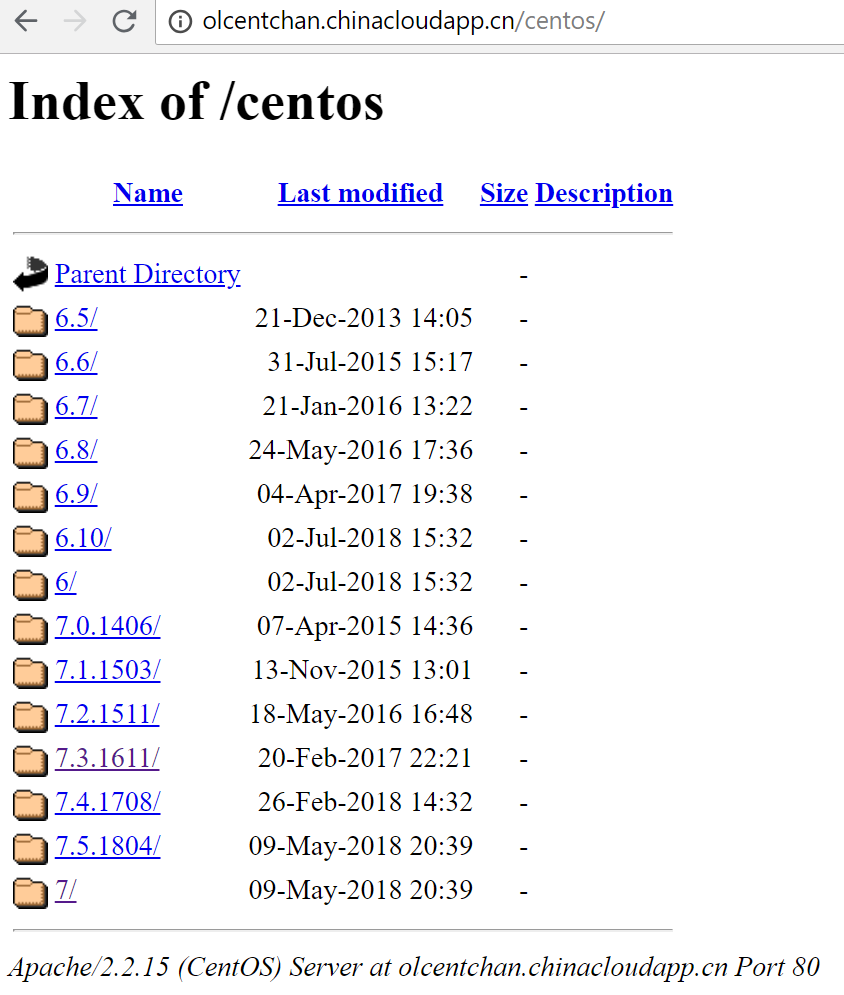 olcentchan.chinacloudapp.cn/centos/
Index of /centos
Name Last modified Size Description
Parent Directory -
6.5/ 21-Dec-2013 14:05 -
6.6/ 31-Jul-2015 15:17 -
6.7/ 21-Jan-2016 13:22 -
6.8/ 24-May-2016 17:36 -
6.9/ 04-Apr-2017 19:38 -
6.10/ 02-Jul-2018 15:32 -
6/ 02-Jul-2018 15:32 -
7.0.1406/ 07-Apr-2015 14:36 -
7.1.1503/ 13-Nov-2015 13:01 -
7.2.1511/ 18-May-2016 16:48 -
7.3.1611/ 20-Feb-2017 22:21 -
7.4.1708/ 26-Feb-2018 14:32 -
7.5.1804/ 09-May-2018 20:39 -
7/ 09-May-2018 20:39 -
Apache/2.2.15 (CentOS) Server at olcentchan.chinacloudapp.cn Port 80